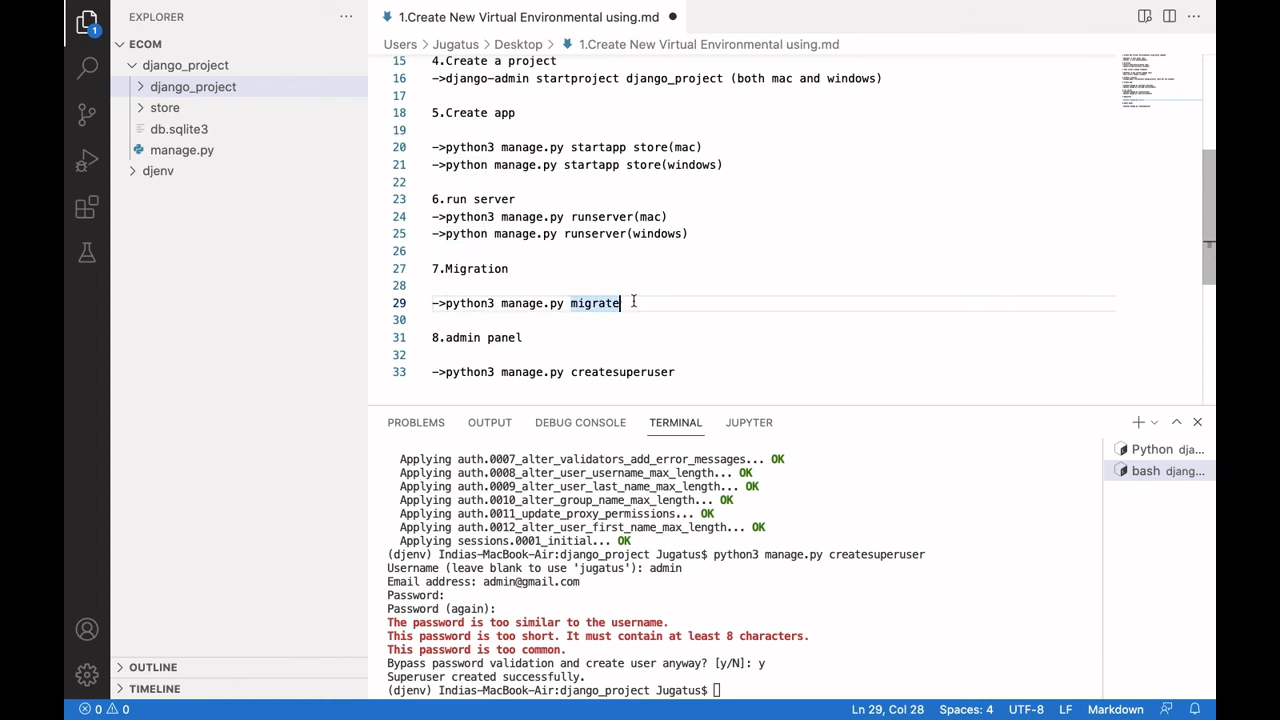 EXPLORER
1.Create New Virtual Environmental using.md
1
ECOM
Users
Jugatus
Desktop
1.Create New Virtual Environmental using.md
django_project
django_project
store
db.sqlite3
manage.py
djenv
15 4.Create a project
16 ->django-admin startproject django_project (both mac and windows)
17
18 5.Create app
19
20 ->python3 manage.py startapp store(mac)
21 ->python manage.py startapp store(windows)
22
23 6.run server
24 ->python3 manage.py runserver(mac)
25 ->python manage.py runserver(windows)
26
27 7.Migration
28
29 ->python3 manage.py migrate
30
31 8.admin panel
32
33 ->python3 manage.py createsuperuser
PROBLEMS OUTPUT DEBUG CONSOLE TERMINAL JUPYTER
Python dja...
bash djang...
Applying auth.0007_alter_validators_add_error_messages... OK
Applying auth.0008_alter_user_username_max_length... OK
Applying auth.0009_alter_user_last_name_max_length... OK
Applying auth.0010_alter_group_name_max_length... OK
Applying auth.0011_update_proxy_permissions... OK
Applying auth.0012_alter_user_first_name_max_length... OK
Applying sessions.0001_initial... OK
(djenv) Indias-MacBook-Air:django_project Jugatus$ python3 manage.py createsuperuser
Username (leave blank to use 'jugatus'): admin
Email address: admin@gmail.com
Password:
Password (again):
The password is too similar to the username.
This password is too short. It must contain at least 8 characters.
This password is too common.
Bypass password validation and create user anyway? [y/N]: y
Superuser created successfully.
(djenv) Indias-MacBook-Air:django_project Jugatus$
OUTLINE
TIMELINE
0 0
Ln 29, Col 28 Spaces: 4 UTF-8 LF Markdown